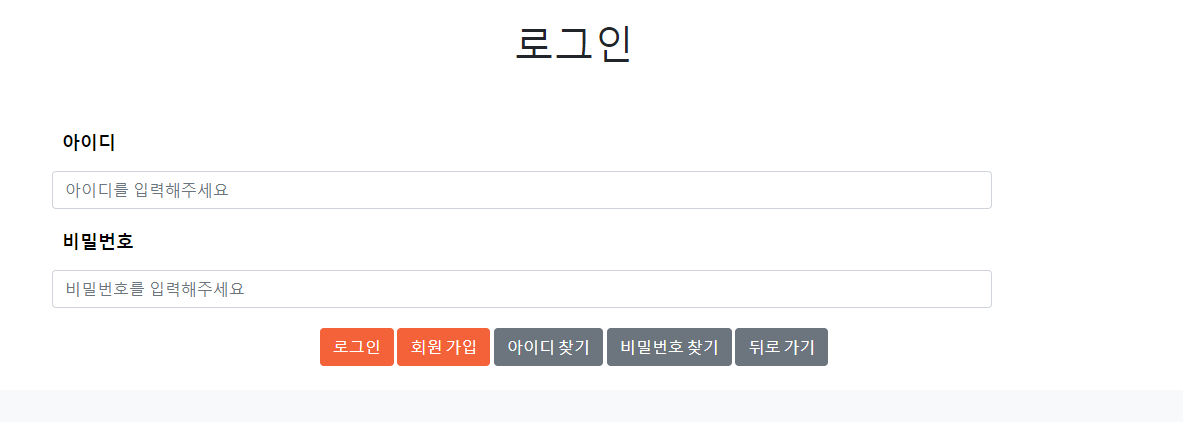 로그인
아이디
아이디를 입력해주세요
비밀번호
비밀번호를 입력해주세요
로그인 회원 가입 아이디 찾기 비밀번호 찾기 뒤로 가기